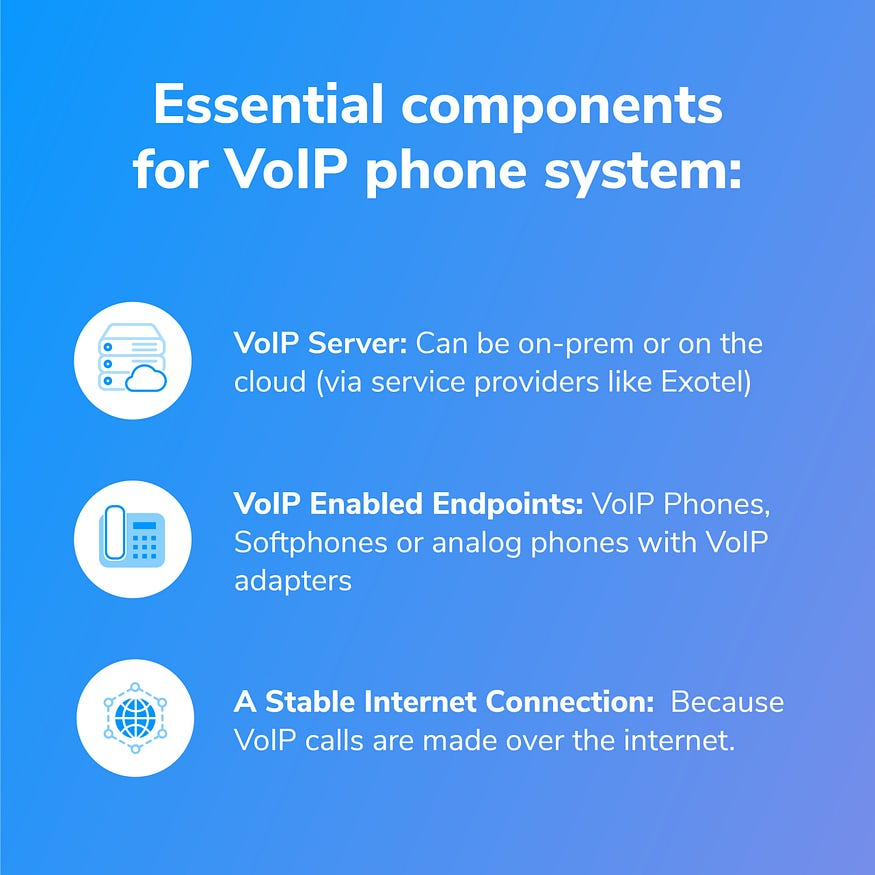 Essential components
for VoIP phone system:
VoIP Server: Can be on-prem or on the
cloud (via service providers like Exotel)
VoIP Enabled Endpoints: VoIP Phones,
Softphones or analog phones with VoIP
adapters
A Stable Internet Connection:  Because
VoIP calls are made over the internet.